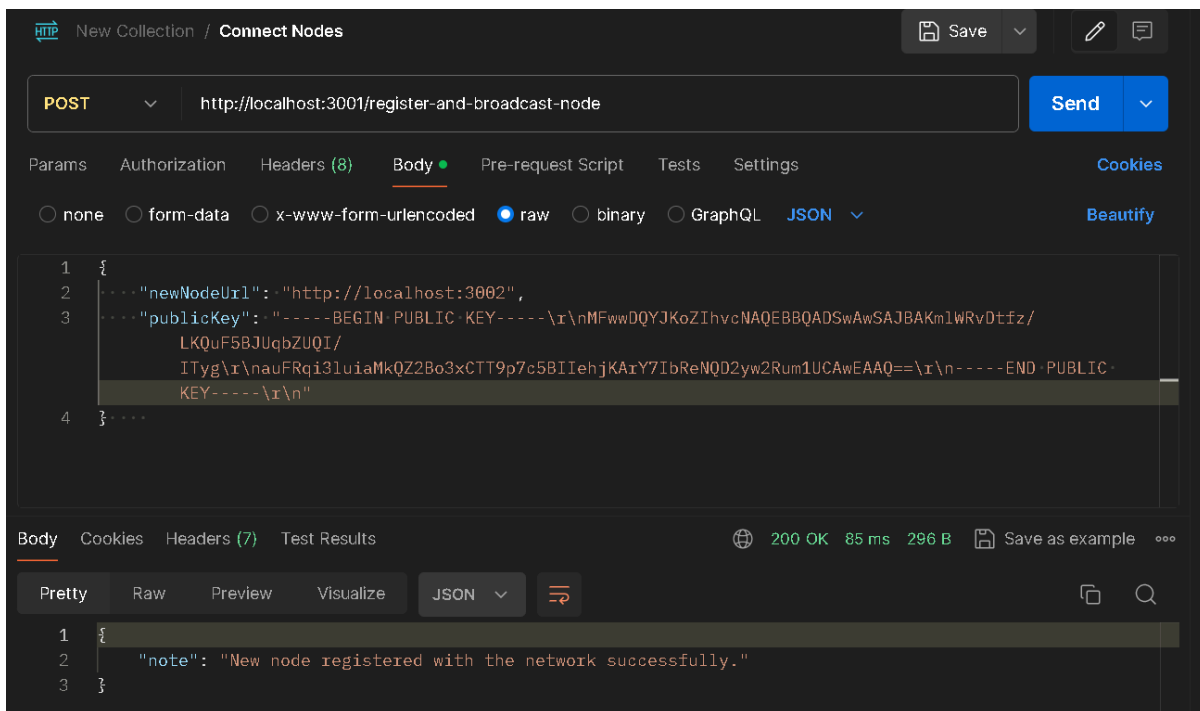 HTTP New Collection / Connect Nodes Save
POST http://localhost:3001/register-and-broadcast-node Send
Params Authorization Headers (8) Body Pre-request Script Tests Settings Cookies
none form-data x-www-form-urlencoded raw binary GraphQL JSON Beautify
1 {
2 ····"newNodeUrl":·"http://localhost:3002",
3 ····"publicKey":·"-----BEGIN·PUBLIC·KEY-----\r\nMFwwDQYJKoZIhvcNAQEBBQADSwAwSAJBAKmlWRvDtfz/
LKQuF5BJUqbZUQI/
ITyg\r\nauFRqi3luiaMkQZ2Bo3xCTT9p7c5BIIehjKArY7IbReNQD2yw2Rum1UCAwEAAQ==\r\n-----END·PUBLIC·
KEY-----\r\n"
4 }····
Body Cookies Headers (7) Test Results 200 OK 85 ms 296 B Save as example
Pretty Raw Preview Visualize JSON
1 {
2 "note": "New node registered with the network successfully."
3 }